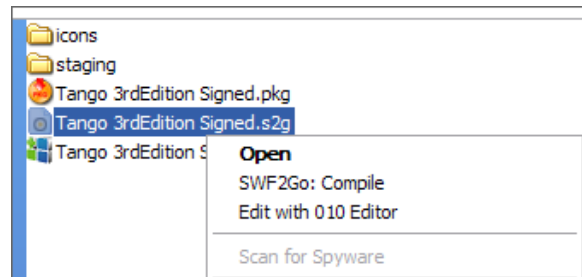 icons
staging
Tango 3rdEdition Signed.pkg
Tango 3rdEdition Signed.s2g
Tango 3rdEdition S
Open
SWF2Go: Compile
Edit with 010 Editor
Scan for Spyware